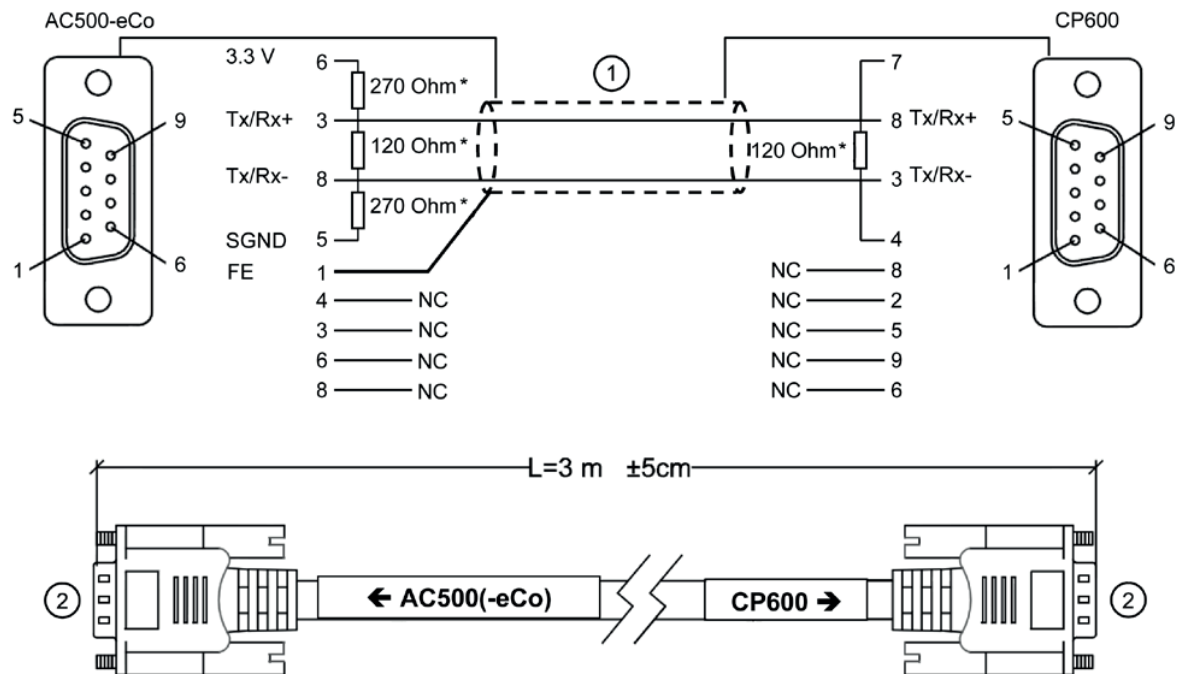 AC500-eCo
CP600
3.3 V 6 7
270 Ohm*
1
5 9 Tx/Rx+ 3 8 Tx/Rx+ 5 9
120 Ohm* 120 Ohm*
Tx/Rx- 8 3 Tx/Rx-
270 Ohm*
SGND 5 4
1 6 FE 1 NC 8 1 6
4 NC NC 2
3 NC NC 5
6 NC NC 9
8 NC NC 6
L=3 m ±5cm
2 ← AC500(-eCo) CP600 → 2